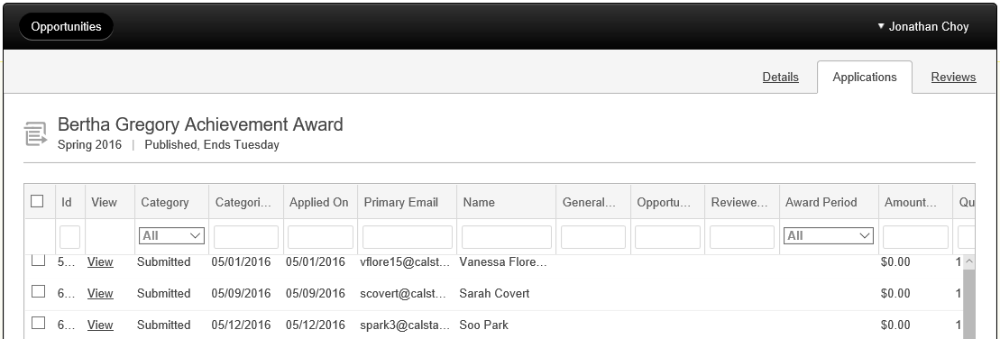 Opportunities
Jonathan Choy
Details Applications Reviews
Bertha Gregory Achievement Award
Spring 2016 | Published, Ends Tuesday
Id View Category Categori... Applied On Primary Email Name General... Opportu... Reviewe... Award Period Amount... Qu
All All
5... View Submitted 05/01/2016 05/01/2016 vflore15@calst... Vanessa Flore... $0.00 1
6... View Submitted 05/09/2016 05/09/2016 scovert@calst... Sarah Covert $0.00 1
6... View Submitted 05/12/2016 05/12/2016 spark3@calsta... Soo Park $0.00 1